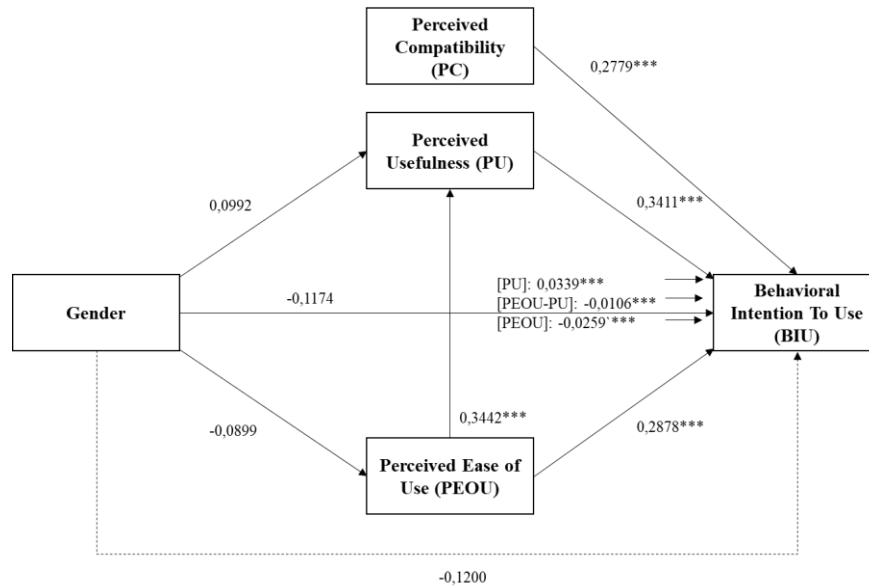 Perceived
Compatibility
(PC)
0,2779***
Perceived
Usefulness (PU)
0,0992
0,3411***
[PU]: 0,0339***
-0,1174
[PEOU-PU]: -0,0106***
[PEOU]: -0,0259`***
Gender
Behavioral
Intention To Use
(BIU)
-0,0899
0,3442***
0,2878***
Perceived Ease of
Use (PEOU)
-0,1200